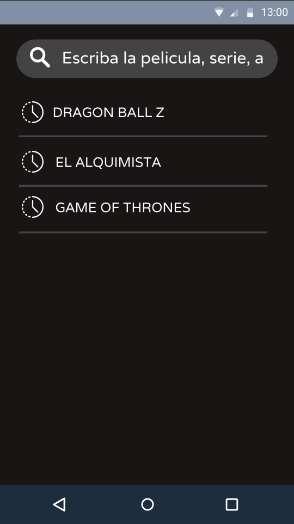 13:00
Escriba la pelicula, serie, a
DRAGON BALL Z
EL ALQUIMISTA
GAME OF THRONES